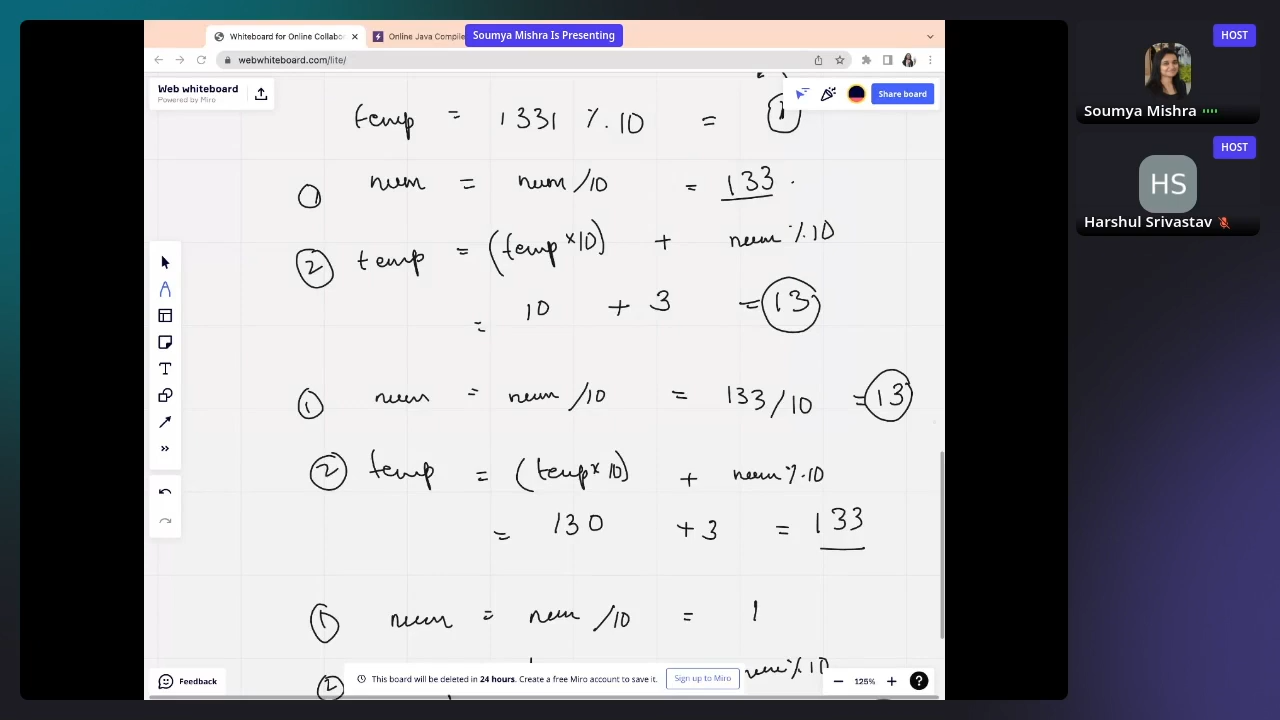 Soumya Mishra Is Presenting
Whiteboard for Online Collabo
Online Java Compile
webwhiteboard.com/lite/
Web whiteboard
Powered by Miro
Share board
temp = 1331 %.10 = 1
① num = num/10 = 133.
② temp = (temp×10) + num%10
= 10 + 3 = 13
① num = num/10 = 133/10 = 13
② temp = (temp×10) + num%.10
= 130 + 3 = 133
① num = num/10 = 1
② num%10
Feedback
This board will be deleted in 24 hours. Create a free Miro account to save it.
Sign up to Miro
− 125% + ?
HOST
Soumya Mishra
HOST
HS
Harshul Srivastav